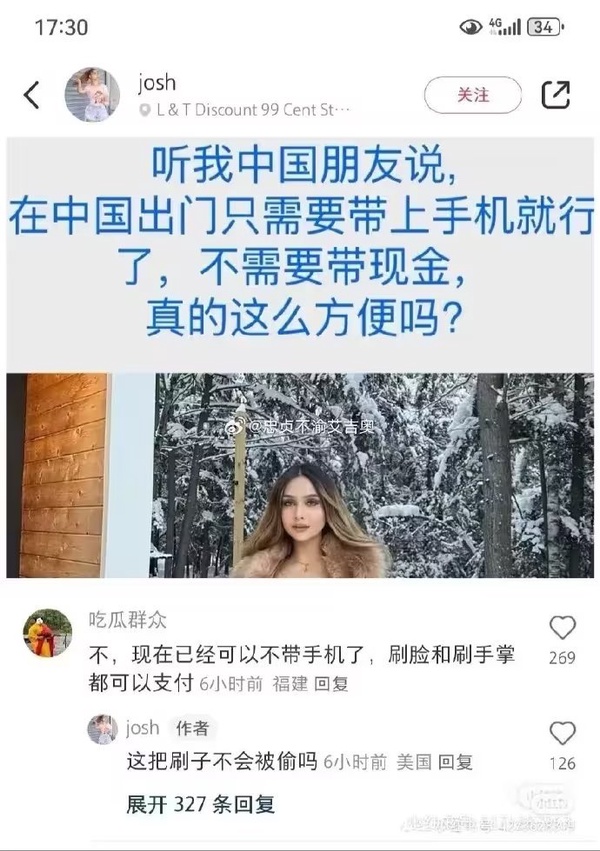 17:30
4G
34
josh
L & T Discount 99 Cent St…
关注
听我中国朋友说,
在中国出门只需要带上手机就行
了，不需要带现金，
真的这么方便吗?
@忠贞不渝艾吉奥
吃瓜群众
不，现在已经可以不带手机了，刷脸和刷手掌
都可以支付 6小时前 福建 回复
269
josh 作者
这把刷子不会被偷吗 6小时前 美国 回复
126
展开 327 条回复